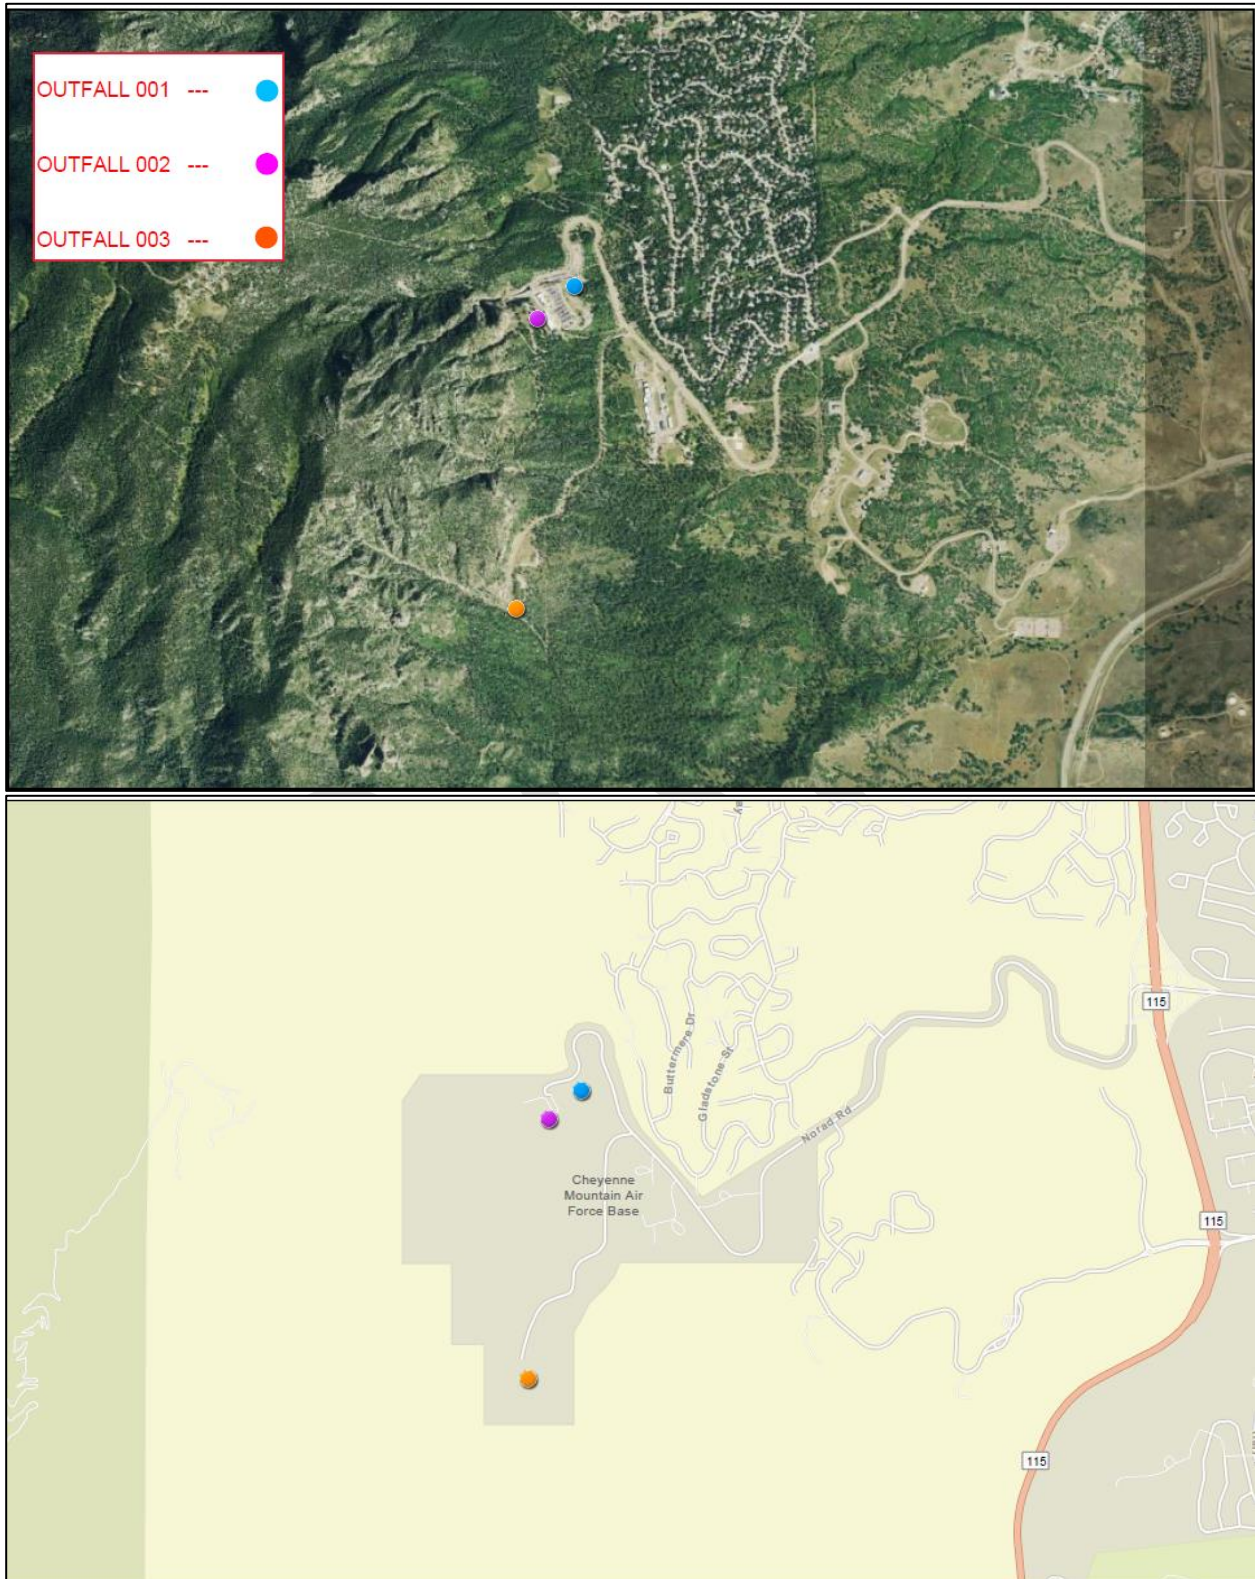 OUTFALL 001 ---
OUTFALL 002 ---
OUTFALL 003 ---
115
Buttermere Dr
Gladstone St
Norad Rd
Cheyenne
Mountain Air
Force Base
115
115